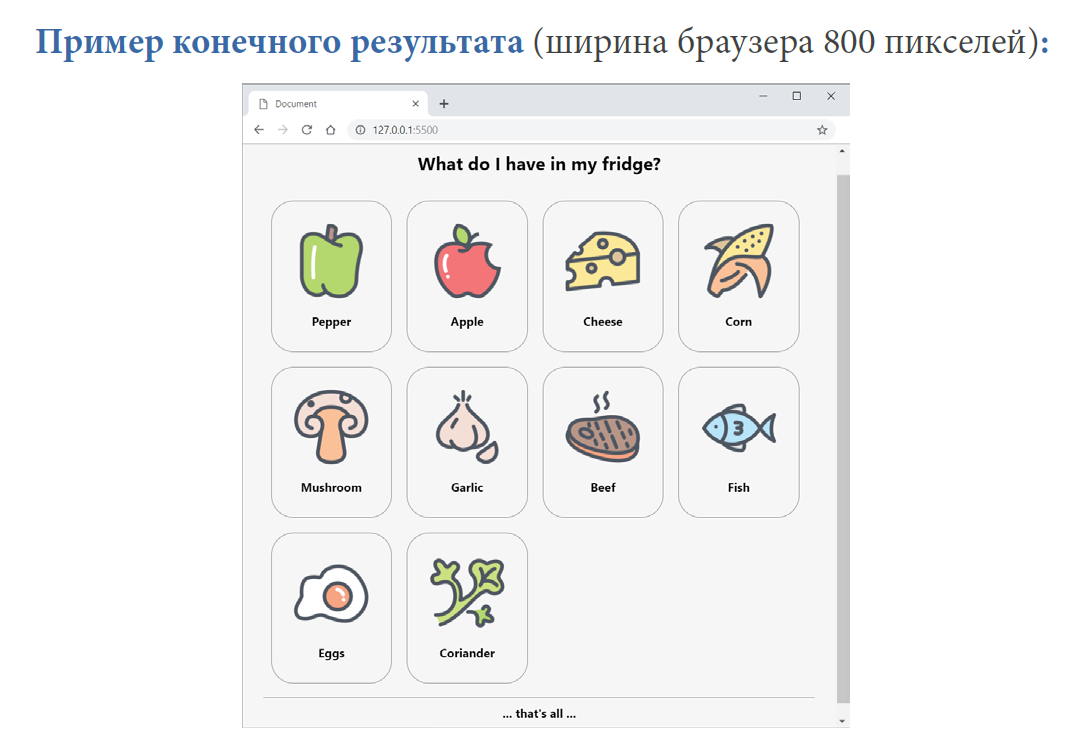 Пример конечного результата (ширина браузера 800 пикселей):
Document
127.0.0.1:5500
What do I have in my fridge?
Pepper Apple Cheese Corn
Mushroom Garlic Beef Fish
3
Eggs Coriander
... that's all ...